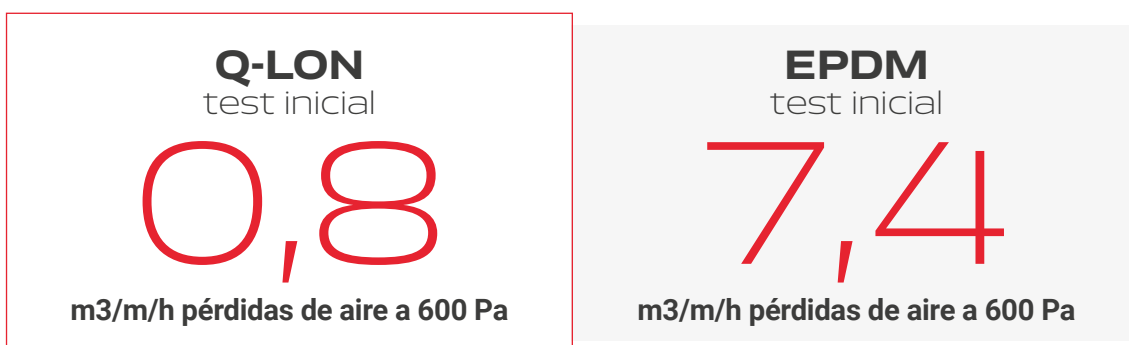 Q-LON
test inicial
0,8
m3/m/h pérdidas de aire a 600 Pa
EPDM
test inicial
7,4
m3/m/h pérdidas de aire a 600 Pa